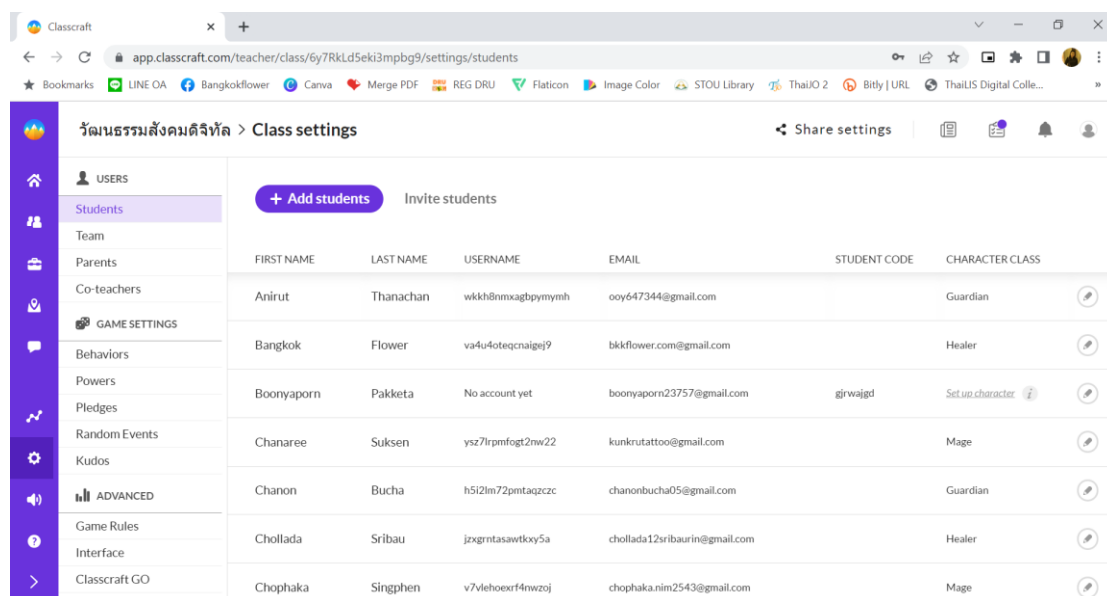 Classcraft
app.classcraft.com/teacher/class/6y7RkLd5eki3mpbg9/settings/students
Bookmarks LINE OA Bangkokflower Canva Merge PDF REG DRU Flaticon Image Color STOU Library ThaiJO 2 Bitly | URL ThaiLIS Digital Colle... »
วัฒนธรรมสังคมดิจิทัล > Class settings Share settings
USERS
Students
Team
Parents
Co-teachers
GAME SETTINGS
Behaviors
Powers
Pledges
Random Events
Kudos
ADVANCED
Game Rules
Interface
Classcraft GO
+ Add students Invite students
FIRST NAME LAST NAME USERNAME EMAIL STUDENT CODE CHARACTER CLASS
Anirut Thanachan wkkh8nmxagbpymymh ooy647344@gmail.com Guardian
Bangkok Flower va4u4oteqcnaigej9 bkkflower.com@gmail.com Healer
Boonyaporn Pakketa No account yet boonyaporn23757@gmail.com gjrwajgd Set up character i
Chanaree Suksen ysz7lrpmfogt2nw22 kunkrutattoo@gmail.com Mage
Chanon Bucha h5i2lm72pmtaqzczc chanonbucha05@gmail.com Guardian
Chollada Sribau jzxgrntasawtkxy5a chollada12sribaurin@gmail.com Healer
Chophaka Singphen v7vlehoexrf4nwzoj chophaka.nim2543@gmail.com Mage